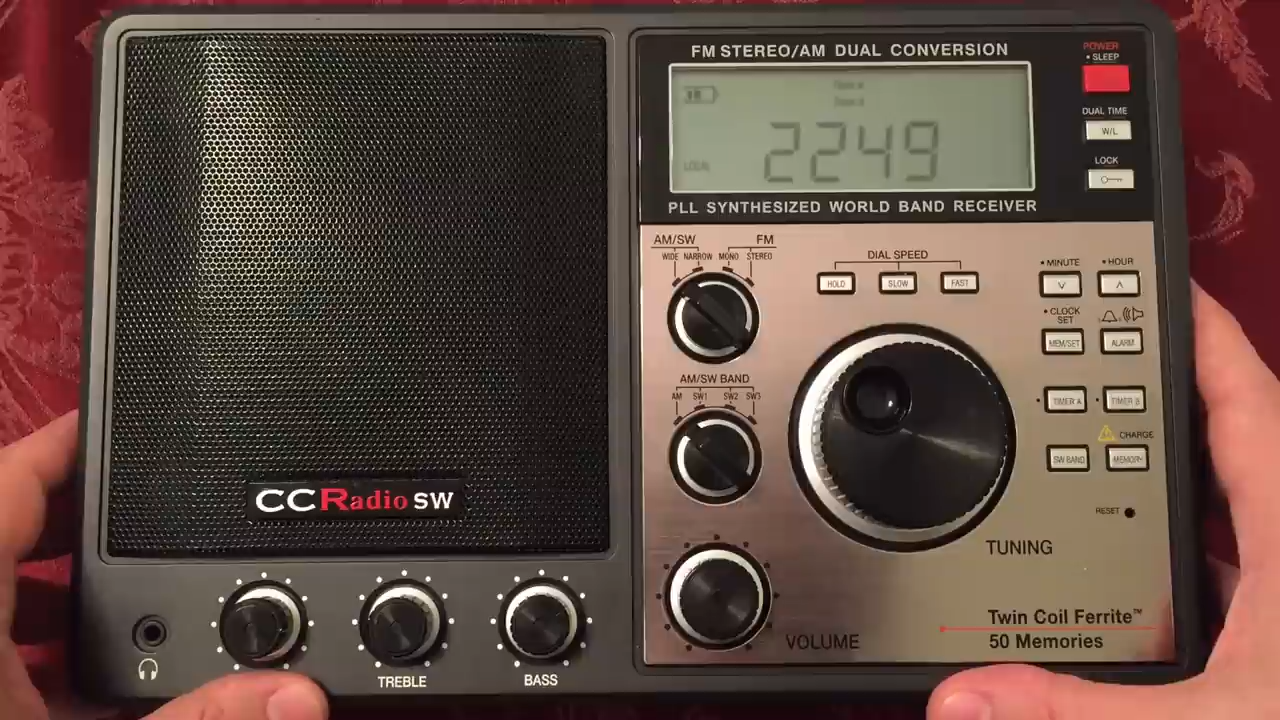 FM STEREO/AM DUAL CONVERSION
LOCAL
2249
PLL SYNTHESIZED WORLD BAND RECEIVER
POWER
• SLEEP
DUAL TIME
W/L
LOCK
AM/SW
FM
WIDE NARROW MONO STEREO
DIAL SPEED
HOLD SLOW FAST
• MINUTE • HOUR
• CLOCK SET
MEM/SET ALARM
AM/SW BAND
AM SW1 SW2 SW3
TIMER A TIMER B
CHARGE
SW BAND MEMORY
RESET
TUNING
CCRadio SW
TREBLE
BASS
VOLUME
Twin Coil Ferrite™
50 Memories